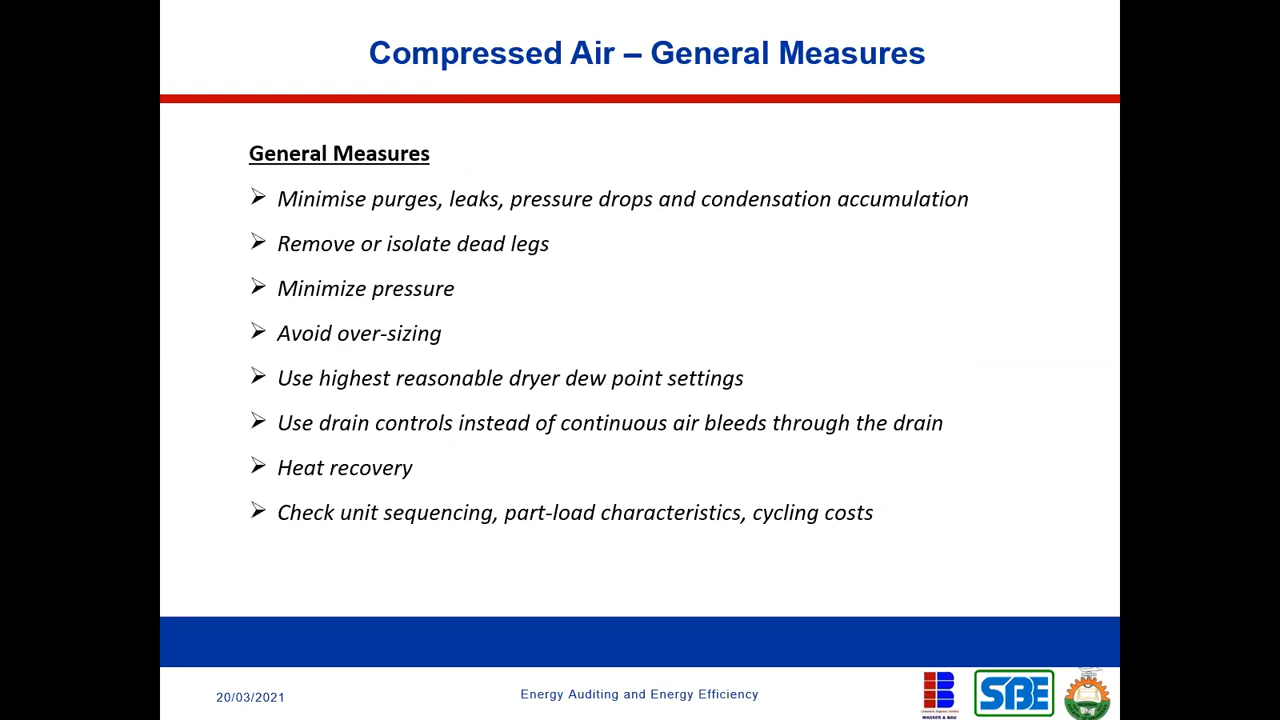 Compressed Air – General Measures
General Measures
Minimise purges, leaks, pressure drops and condensation accumulation
Remove or isolate dead legs
Minimize pressure
Avoid over-sizing
Use highest reasonable dryer dew point settings
Use drain controls instead of continuous air bleeds through the drain
Heat recovery
Check unit sequencing, part-load characteristics, cycling costs
20/03/2021
Energy Auditing and Energy Efficiency
WASSER & BAU
SBE